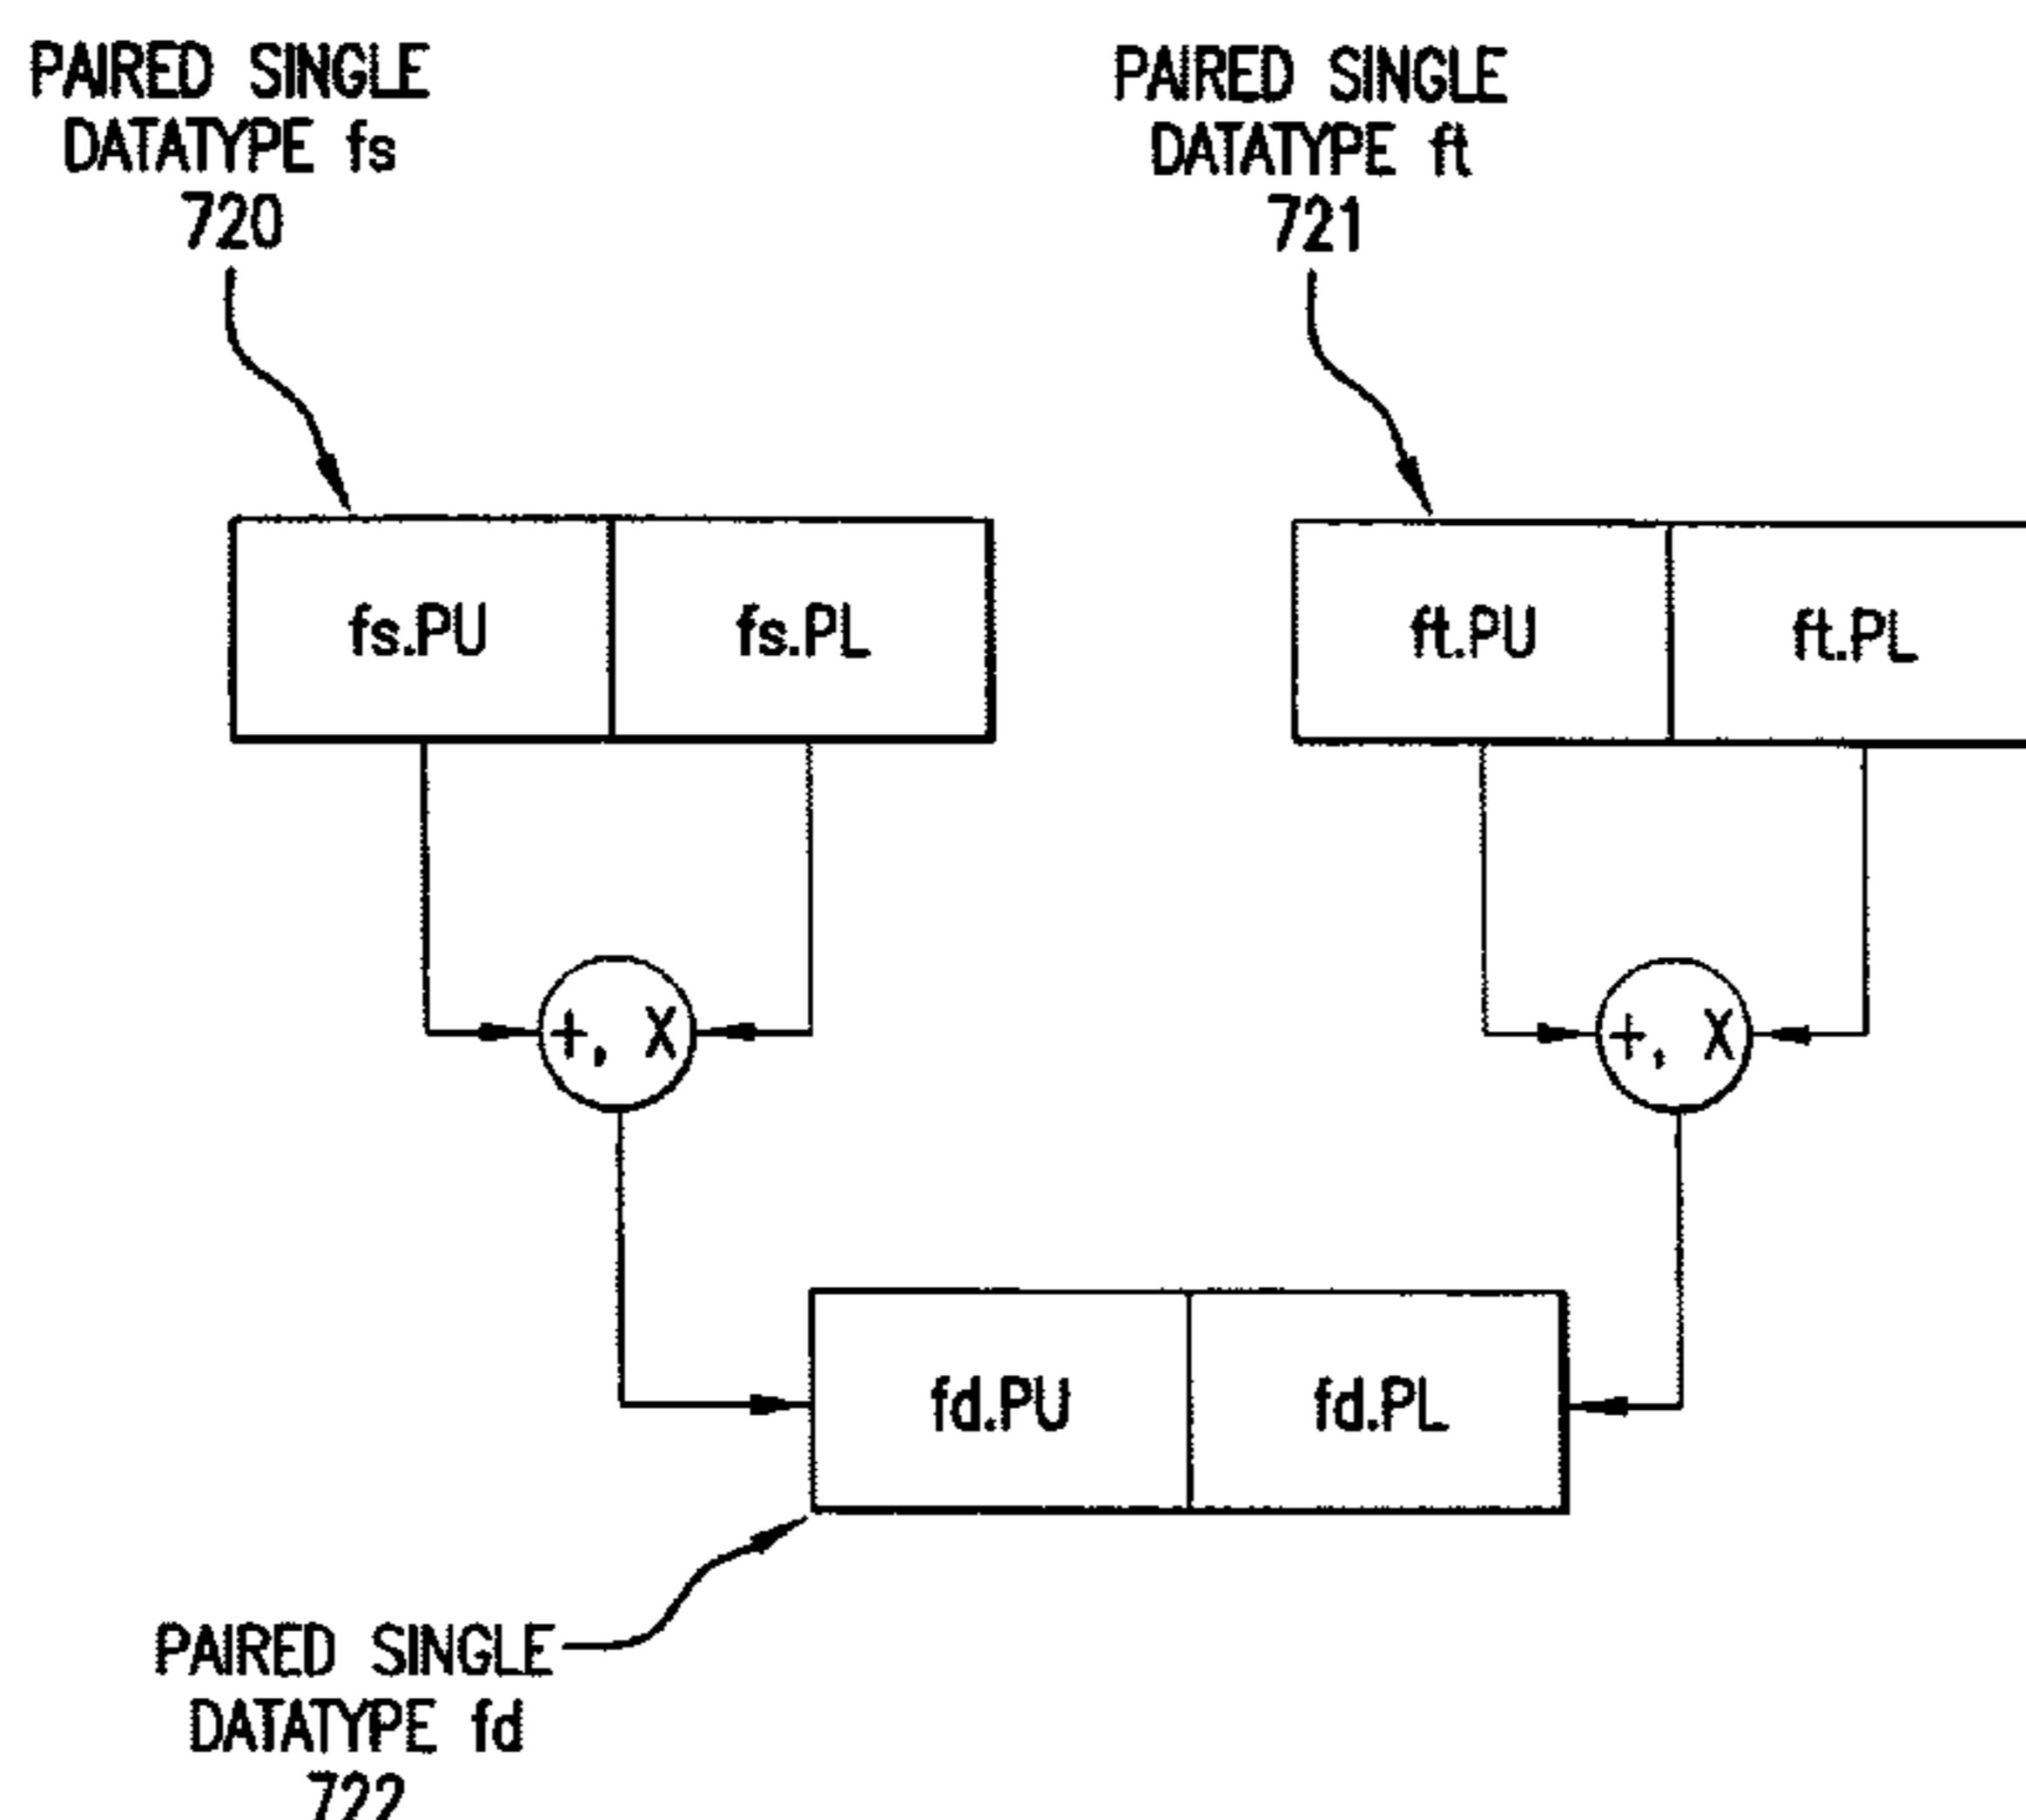 PAIRED SINGLE
DATATYPE fs
720
PAIRED SINGLE
DATATYPE ft
721
fs.PU
fs.PL
ft.PU
ft.PL
+, X
+, X
fd.PU
fd.PL
PAIRED SINGLE
DATATYPE fd
722